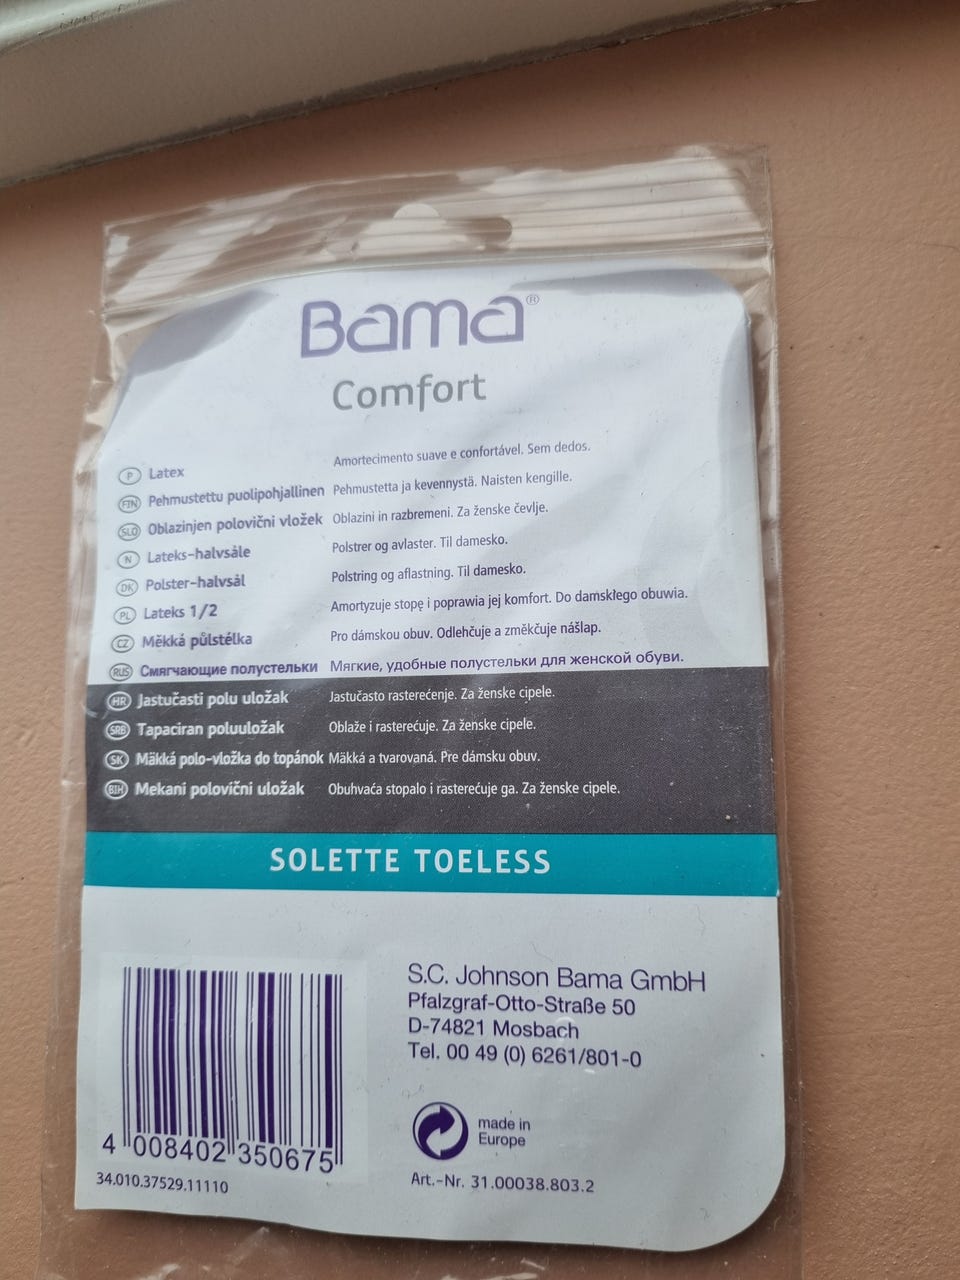 Bama®
Comfort
P Latex Amortecimento suave e confortável. Sem dedos.
FIN Pehmustettu puolipohjallinen Pehmustetta ja kevennystä. Naisten kengille.
SLO Oblazinjen polovični vložek Oblazini in razbremeni. Za ženske čevlje.
N Lateks-halvsåle Polstrer og avlaster. Til damesko.
DK Polster-halvsål Polstring og aflastning. Til damesko.
PL Lateks 1/2 Amortyzuje stopę i poprawia jej komfort. Do damskłego obuwia.
CZ Měkká půlstélka Pro dámskou obuv. Odlehčuje a změkčuje nášlap.
RUS Смягчающие полустельки Мягкие, удобные полустельки для женской обуви.
HR Jastučasti polu uložak Jastučasto rasterećenje. Za ženske cipele.
SRB Tapaciran poluuložak Oblaže i rasterećuje. Za ženske cipele.
SK Mäkká polo-vložka do topánok Mäkká a tvarovaná. Pre dámsku obuv.
BIH Mekani polovični uložak Obuhvaća stopalo i rasterećuje ga. Za ženske cipele.
SOLETTE TOELESS
S.C. Johnson Bama GmbH
Pfalzgraf-Otto-Straße 50
D-74821 Mosbach
Tel. 00 49 (0) 6261/801-0
made in
Europe
Art.-Nr. 31.00038.803.2
4 008402 350675
34.010.37529.11110